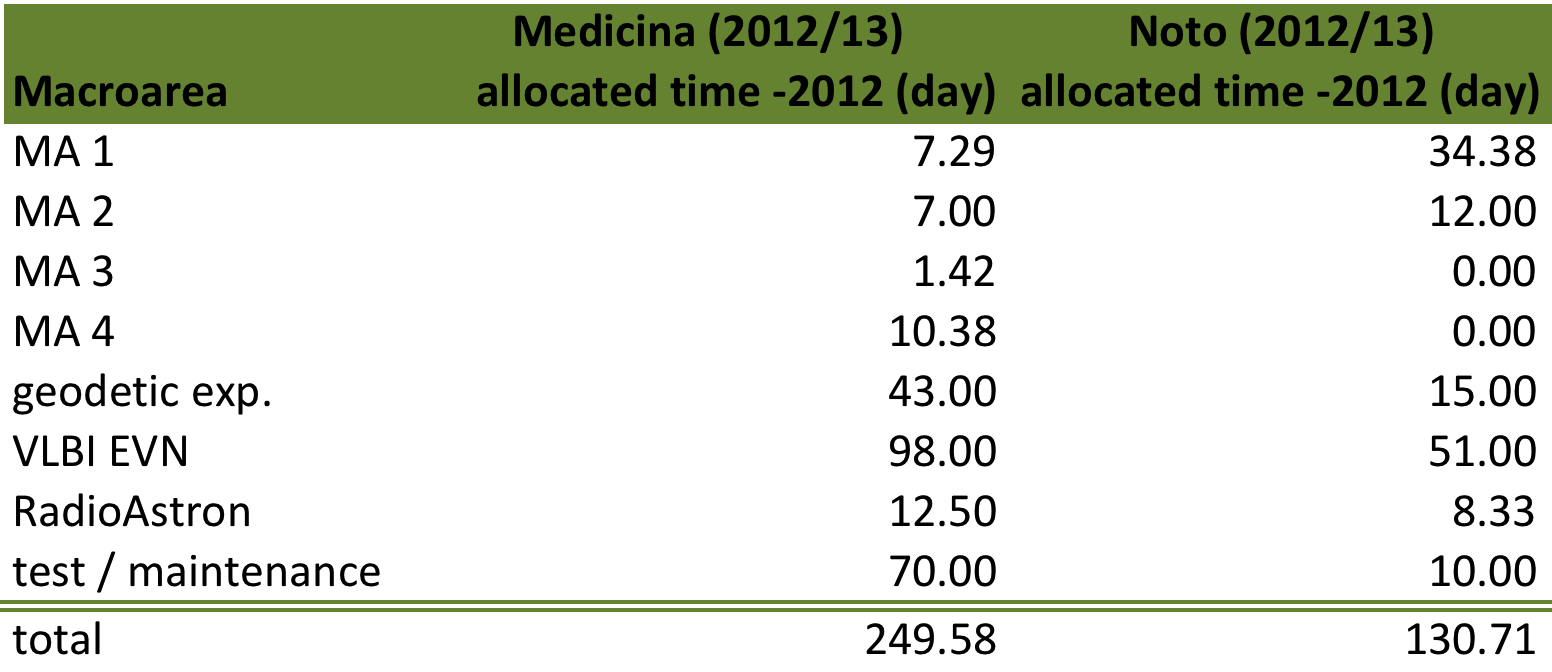 Medicina (2012/13) Noto (2012/13)
Macroarea allocated time -2012 (day) allocated time -2012 (day)
MA 1 7.29 34.38
MA 2 7.00 12.00
MA 3 1.42 0.00
MA 4 10.38 0.00
geodetic exp. 43.00 15.00
VLBI EVN 98.00 51.00
RadioAstron 12.50 8.33
test / maintenance 70.00 10.00
total 249.58 130.71